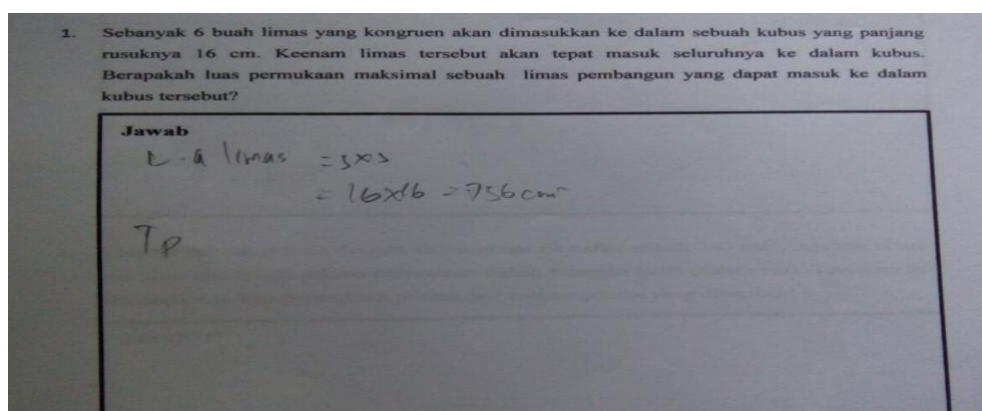 1. Sebanyak 6 buah limas yang kongruen akan dimasukkan ke dalam sebuah kubus yang panjang
rusuknya 16 cm. Keenam limas tersebut akan tepat masuk seluruhnya ke dalam kubus.
Berapakah luas permukaan maksimal sebuah limas pembangun yang dapat masuk ke dalam
kubus tersebut?
Jawab
L.a limas = s×s
= 16×16 = 756 cm²
Tp